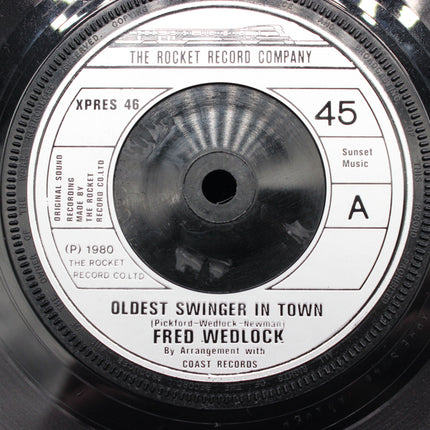 THE ROCKET RECORD COMPANY
XPRES 46
45
ORIGINAL SOUND
RECORDING
MADE BY
THE ROCKET
RECORD CO.LTD
Sunset
Music
A
(P) 1980
THE ROCKET
RECORD CO.LTD
OLDEST SWINGER IN TOWN
(Pickford-Wedlock-Newman)
FRED WEDLOCK
By Arrangement with
COAST RECORDS